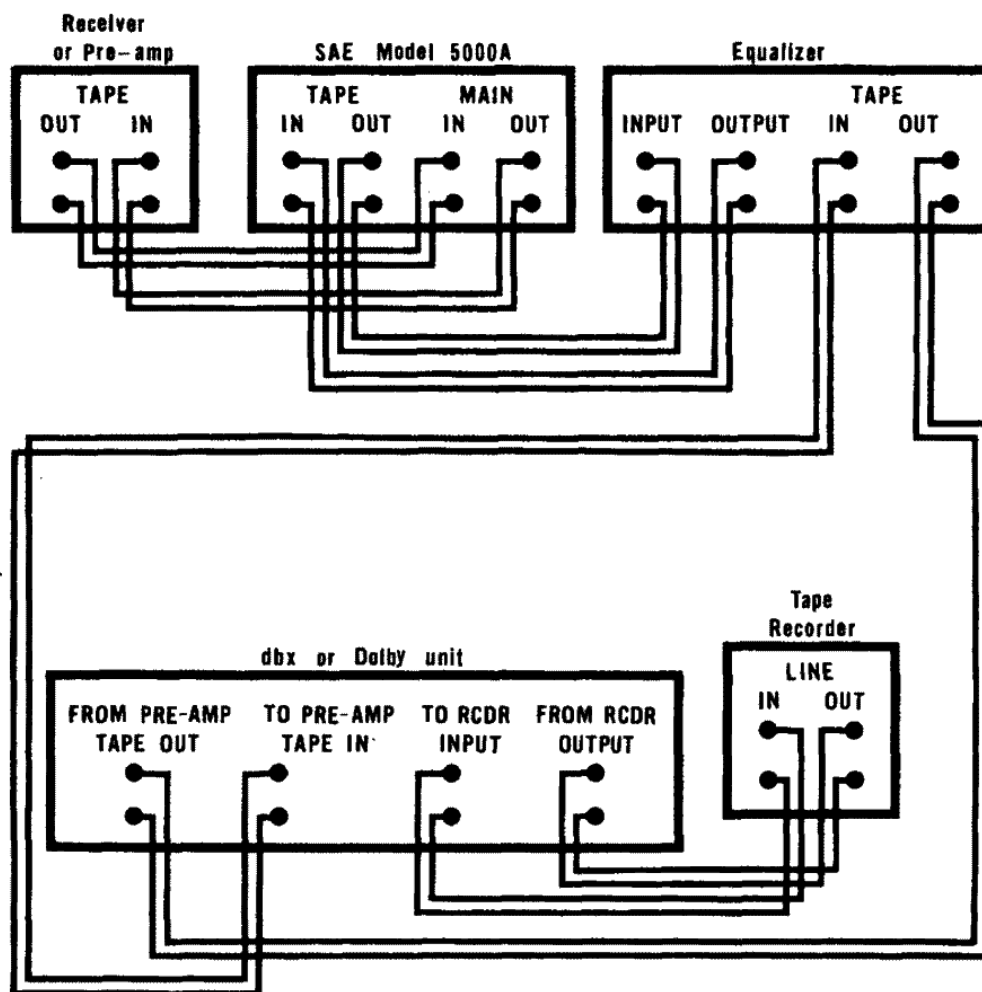 Receiver
or Pre-amp
TAPE
OUT IN
SAE Model 5000A
TAPE MAIN
IN OUT IN OUT
Equalizer
TAPE
INPUT OUTPUT IN OUT
dbx or Dolby unit
FROM PRE-AMP TO PRE-AMP TO RCDR FROM RCDR
TAPE OUT TAPE IN INPUT OUTPUT
Tape
Recorder
LINE
IN OUT